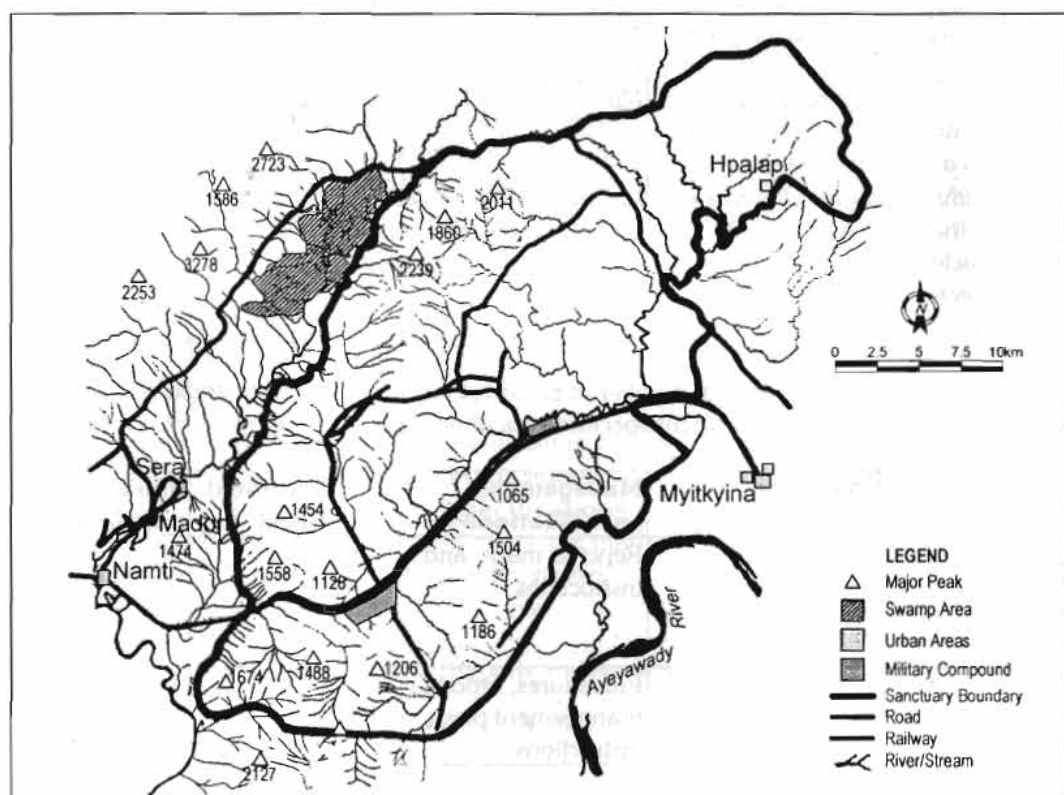 2723
Hpalap
1586
2011
1860
3278
2239
2253
N
0 2.5 5 7.5 10km
Sera
1065
Myitkyina
1454
1504
1474
Namti
1558
1128
LEGEND
Major Peak
Swamp Area
1186
River
Urban Areas
Military Compound
Ayeyawady
1488
1206
674
Sanctuary Boundary
Road
Railway
River/Stream
2127